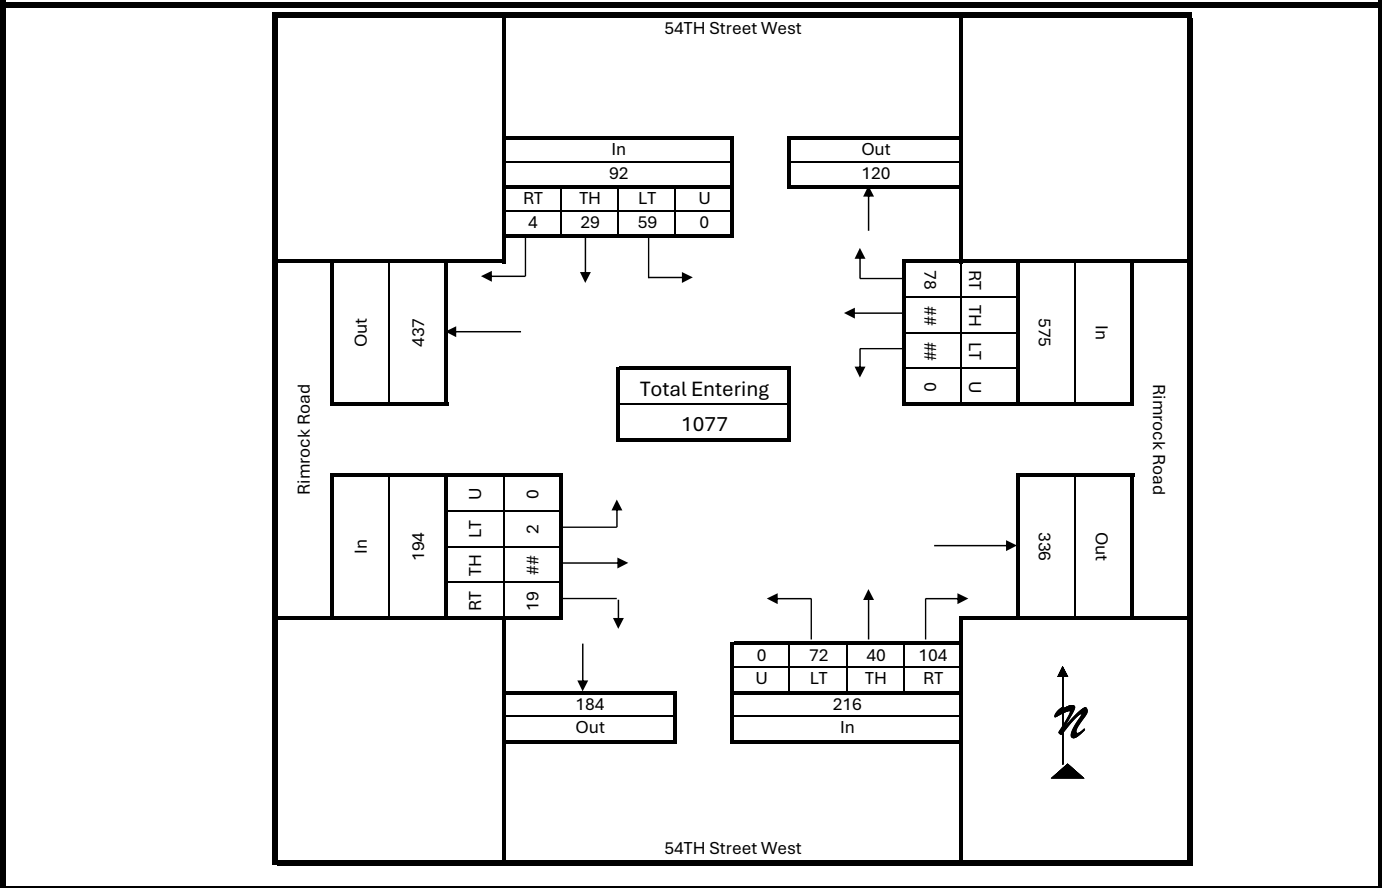 54TH Street West
In
92
RT TH LT U
4 29 59 0
Out
120
Out
437
Rimrock Road
78 RT
## TH
## LT
0 U
575
In
Rimrock Road
Total Entering
1077
In
194
U 0
LT 2
TH ##
RT 19
336
Out
0 72 40 104
U LT TH RT
216
In
184
Out
N
54TH Street West